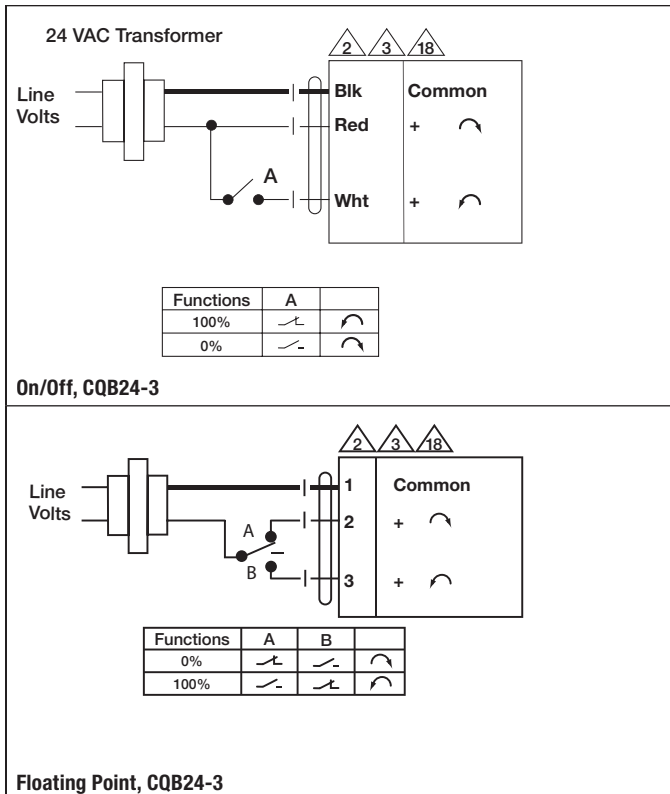 24 VAC Transformer
2 3 18
Line
Volts
Blk Common
Red +
A
Wht +
Functions A
100%
0%
On/Off, CQB24-3
2 3 18
Line
Volts
1 Common
A 2 +
B 3 +
Functions A B
0%
100%
Floating Point, CQB24-3